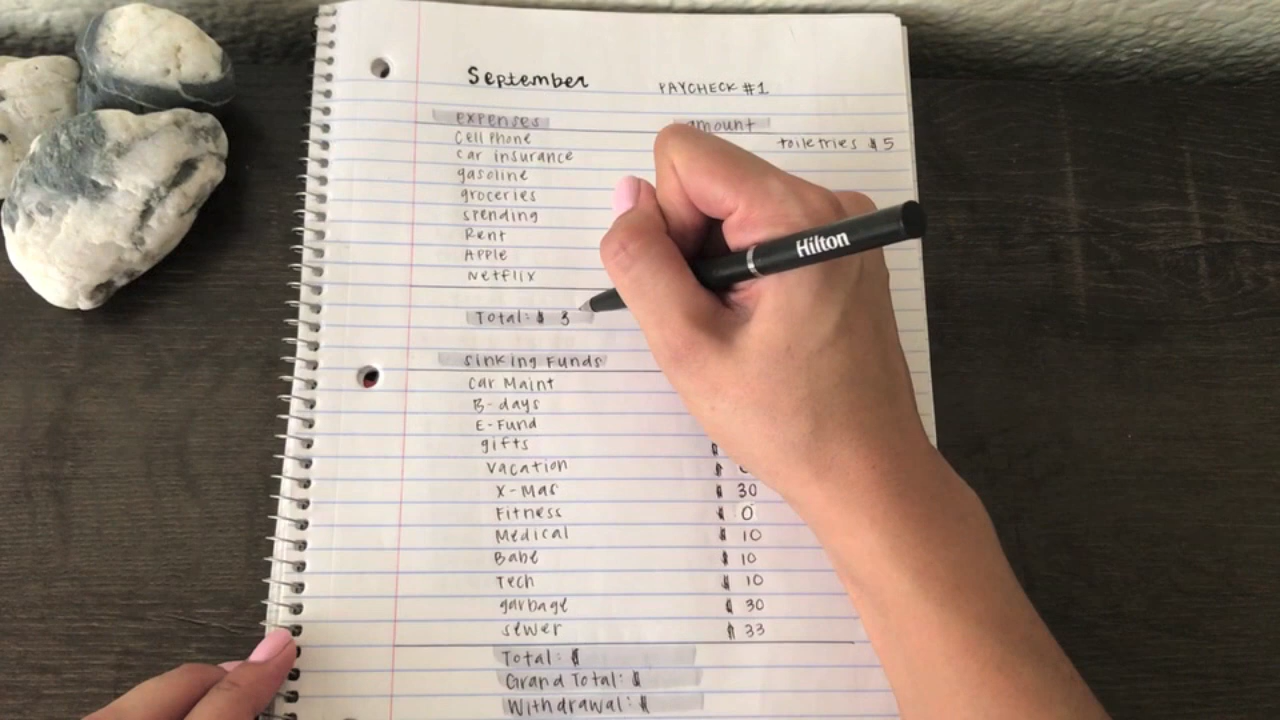 September PAYCHECK #1
expenses amount
Cell Phone toiletries $5
car insurance
gasoline
groceries
spending
Rent
Apple
Netflix
Hilton
Total: $ 3
Sinking Funds
Car Maint
B-days
E-Fund
gifts $
Vacation $
X-Mas $ 30
Fitness $ 0
Medical $ 10
Babe $ 10
Tech $ 10
garbage $ 30
sewer $ 33
Total: $
Grand Total: $
Withdrawal: $